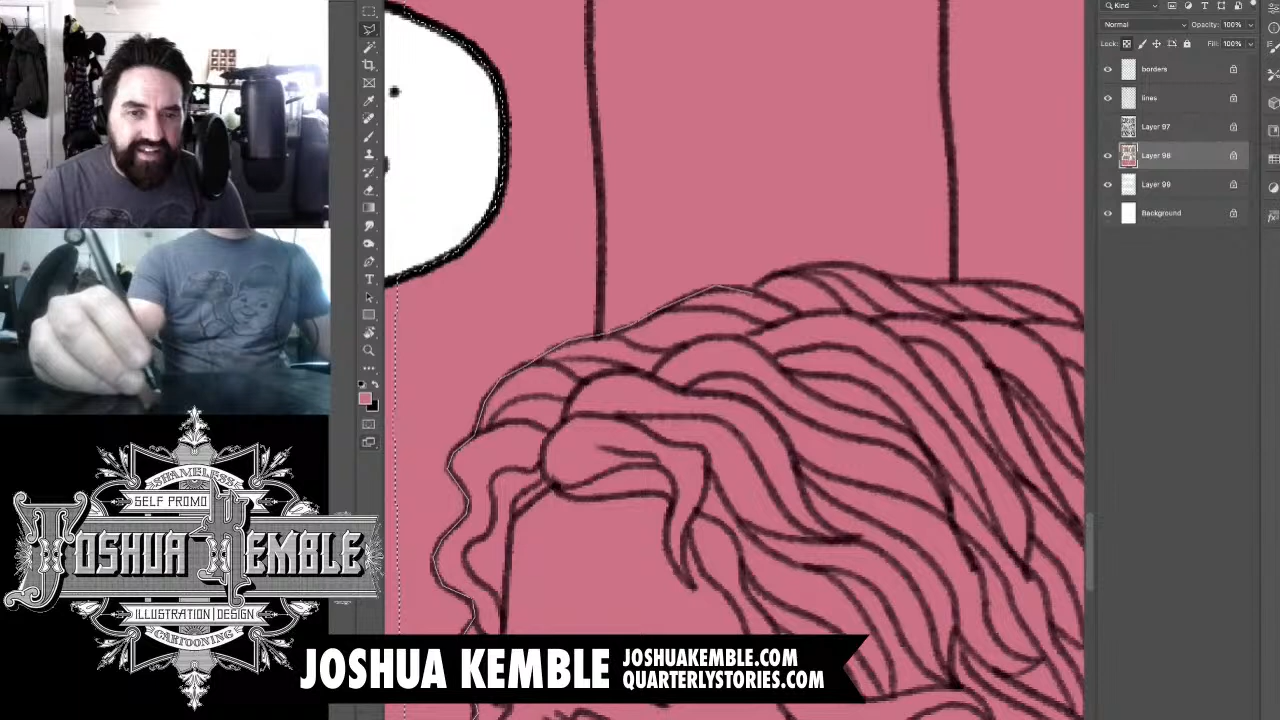 Kind
Normal
Opacity: 100%
Lock:
Fill: 100%
borders
lines
Layer 97
Layer 98
Layer 99
Background
SHAMELESS
SELF PROMO
JOSHUA KEMBLE
ILLUSTRATION|DESIGN
CARTOONING
JOSHUA KEMBLE
JOSHUAKEMBLE.COM
QUARTERLYSTORIES.COM